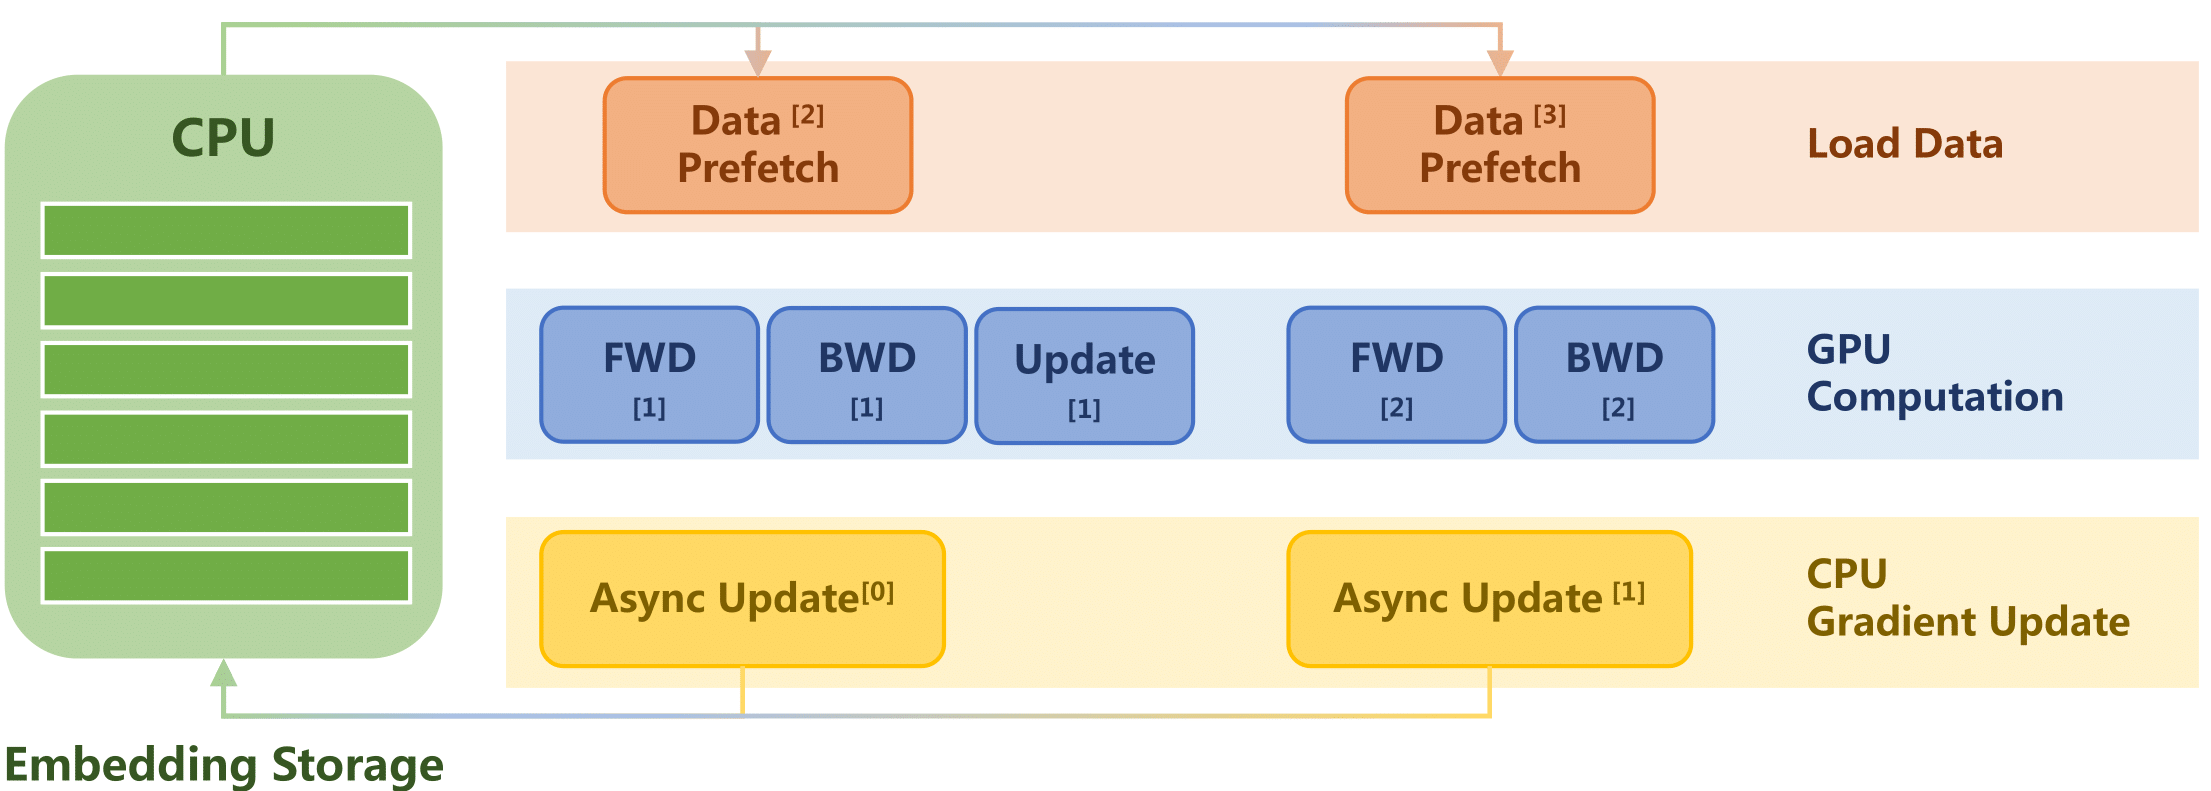 CPU
Data [2]
Prefetch
Data [3]
Prefetch
Load Data
FWD
[1]
BWD
[1]
Update
[1]
FWD
[2]
BWD
[2]
GPU
Computation
Async Update[0]
Async Update [1]
CPU
Gradient Update
Embedding Storage